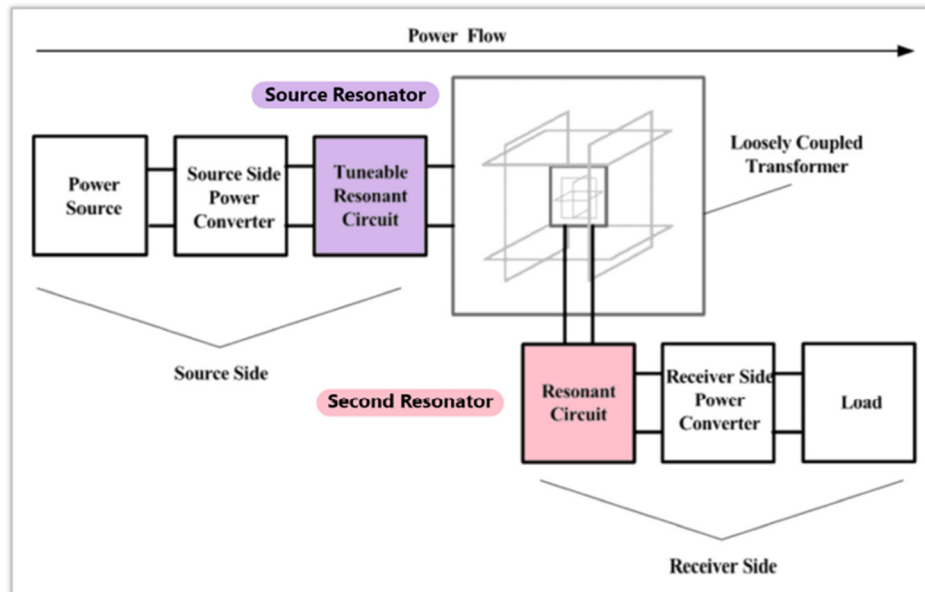 Power Flow
Source Resonator
Power
Source
Source Side
Power
Converter
Tuneable
Resonant
Circuit
Loosely Coupled
Transformer
Source Side
Second Resonator
Resonant
Circuit
Receiver Side
Power
Converter
Load
Receiver Side